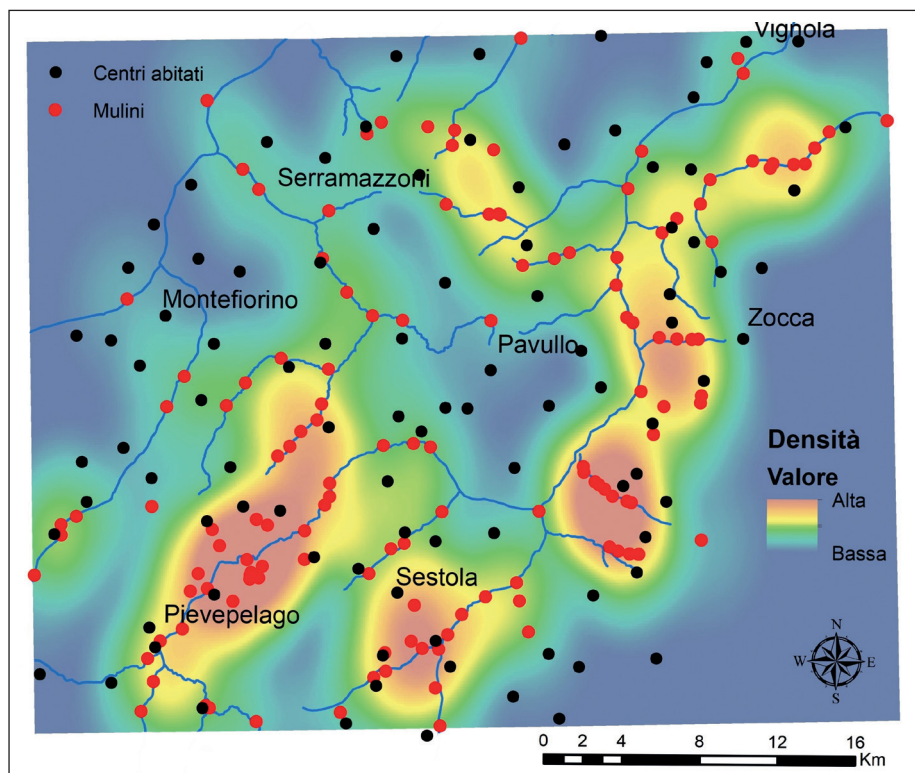 Vignola
Centri abitati
Mulini
Serramazzoni
Montefiorino
Zocca
Pavullo
Densità
Valore
Alta
Bassa
Sestola
Pievepelago
N
W E
S
0 2 4 8 12 16
Km